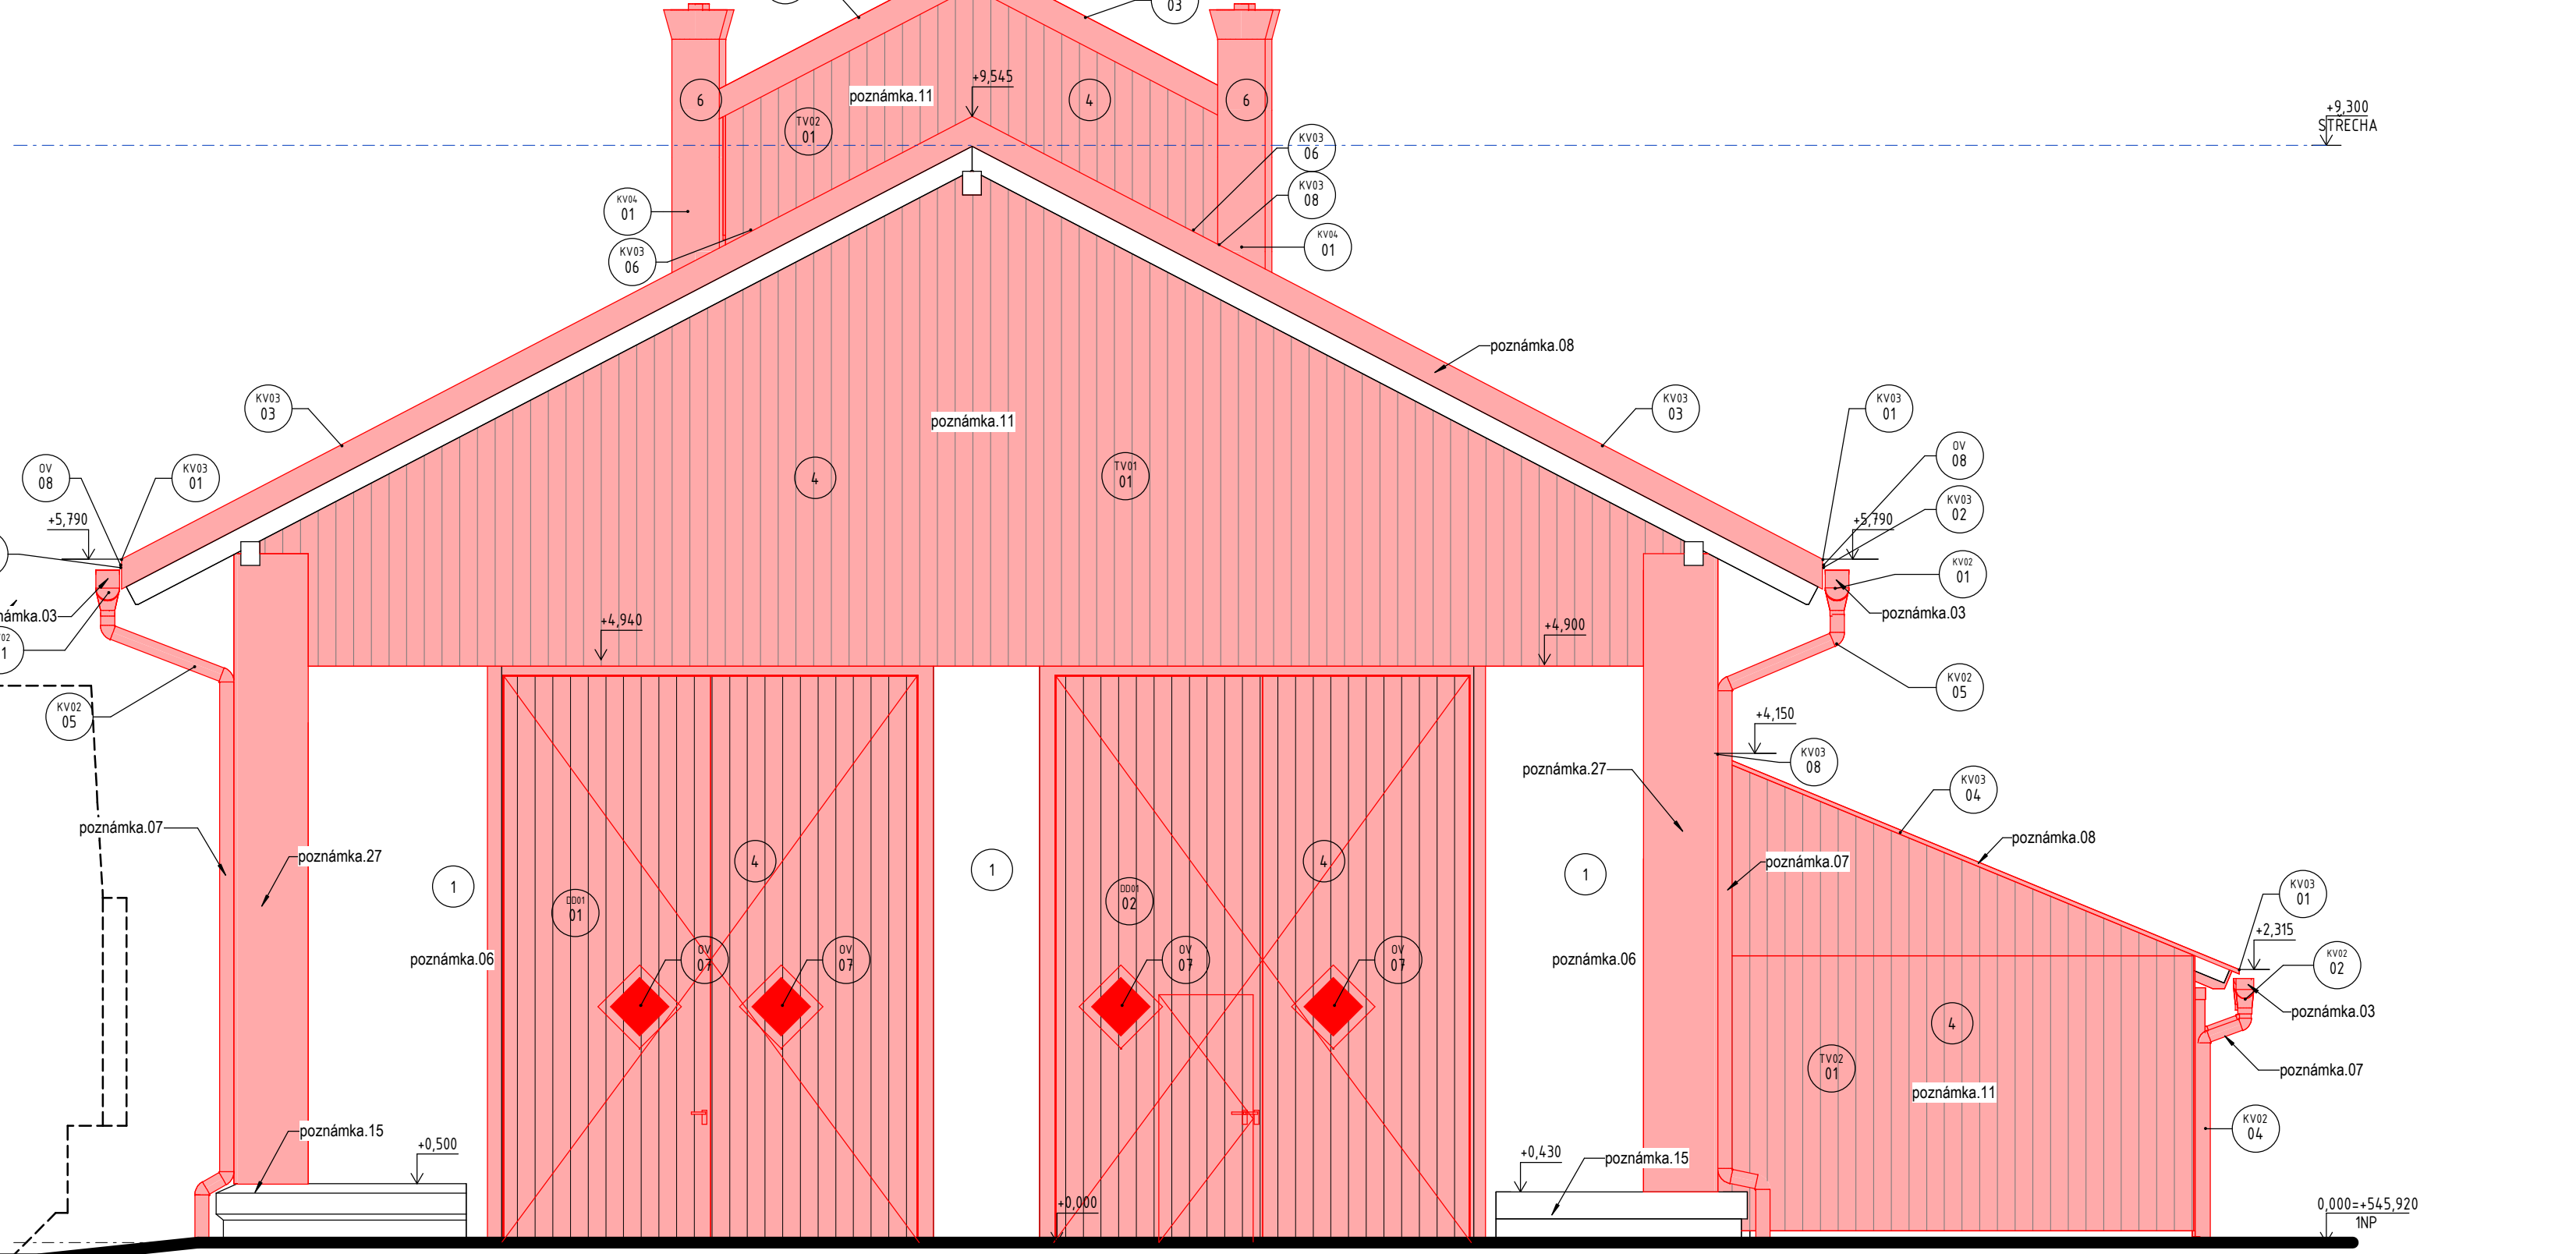 03
+9,545
6
poznámka.11
4
6
+9,300
STŘECHA
TV02
01
KV03
06
KV03
08
KV04
01
KV04
01
KV03
06
poznámka.08
KV03
03
KV03
03
KV03
01
poznámka.11
OV
08
KV03
01
4
TV01
01
OV
08
KV03
02
+5,790
+5,790
KV02
01
námka.03
poznámka.03
+4,940
+4,900
KV02
05
KV02
05
+4,150
KV03
08
poznámka.27
KV03
04
poznámka.07
poznámka.08
poznámka.27
4
4
poznámka.07
1
1
1
DD01
01
DD01
02
KV03
01
+2,315
poznámka.06
OV
07
OV
07
OV
07
OV
07
poznámka.06
KV02
02
poznámka.03
4
TV02
01
poznámka.07
poznámka.11
poznámka.15
+0,500
+0,430
poznámka.15
KV02
04
+0,000
0,000=+545,920
1NP